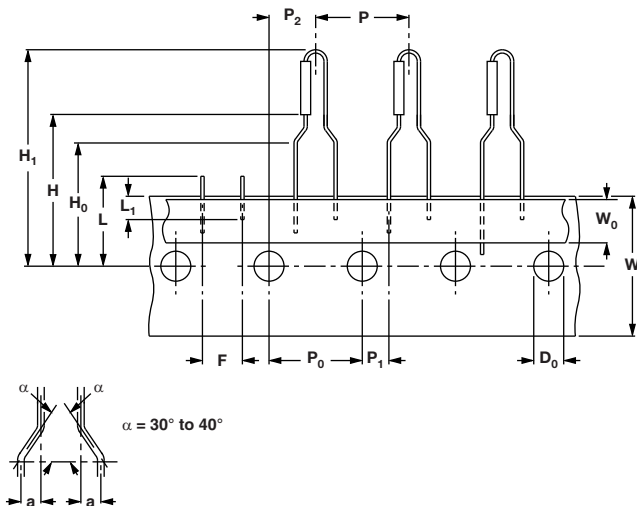 P₂
P
H₁
H
H₀
L
L₁
W₀
W
F
P₀
P₁
D₀
α
α
α = 30° to 40°
a
a